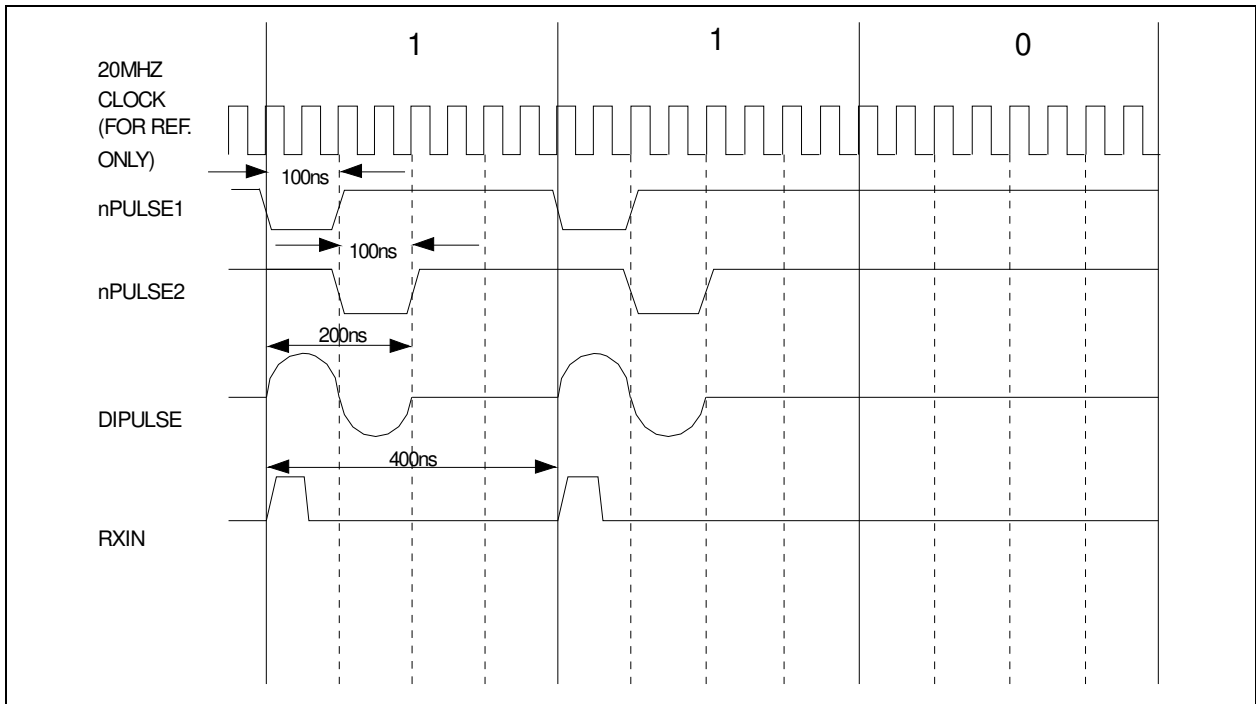 1 1 0
20MHZ
CLOCK
(FOR REF.
ONLY)
100ns
nPULSE1
100ns
nPULSE2
200ns
DIPULSE
400ns
RXIN